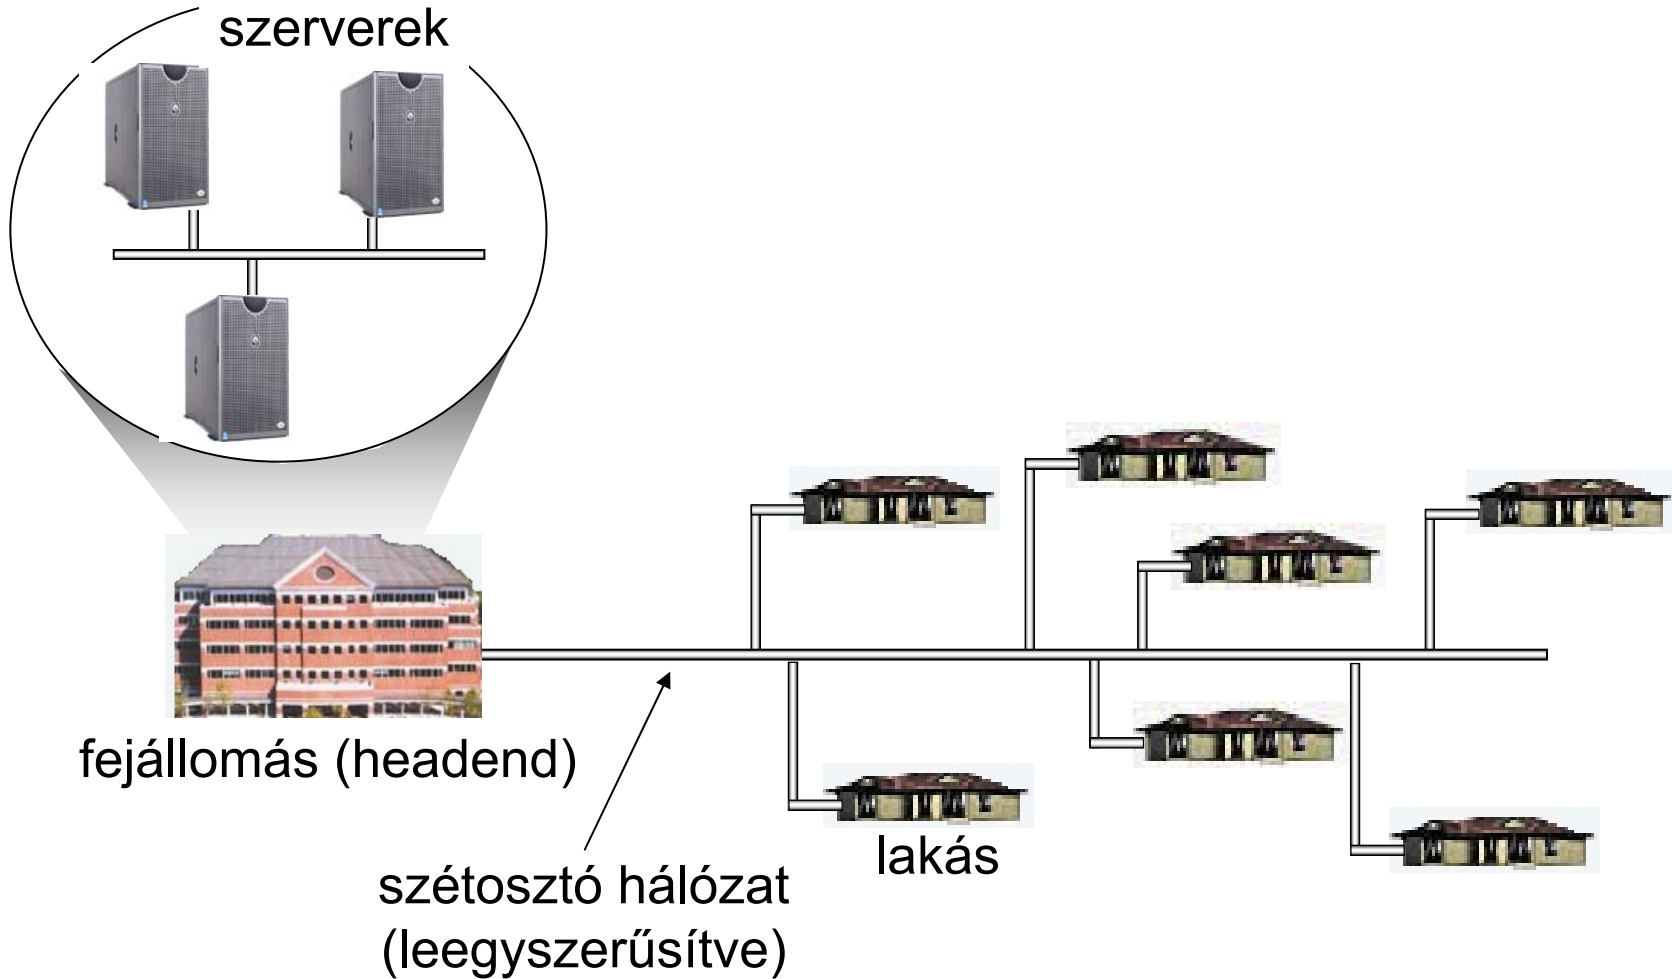 szerverek
fejállomás (headend)
lakás
szétosztó hálózat
(leegyszerűsítve)